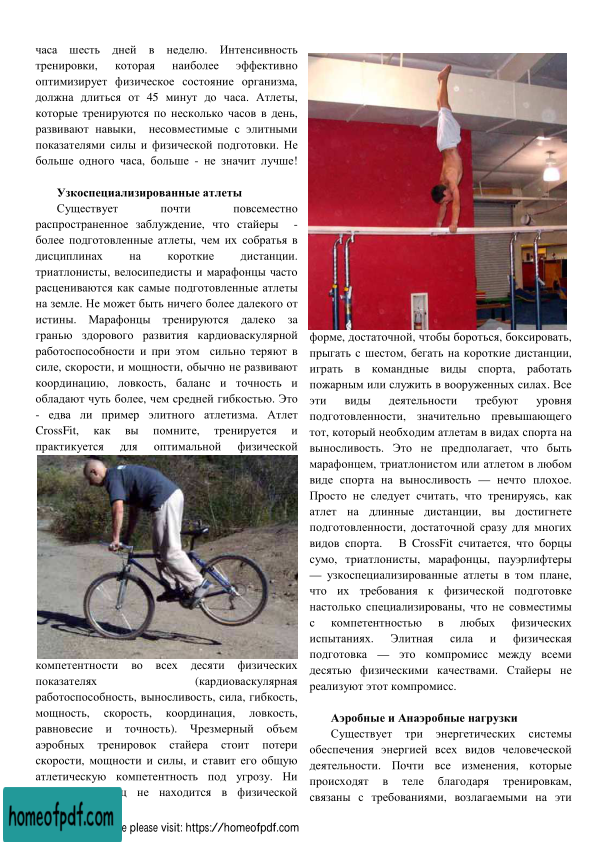 часа шесть дней в неделю. Интенсивность
тренировки, которая наиболее эффективно
оптимизирует физическое состояние организма,
должна длиться от 45 минут до часа. Атлеты,
которые тренируются по несколько часов в день,
развивают навыки, несовместимые с элитными
показателями силы и физической подготовки. Не
больше одного часа, больше - не значит лучше!
Узкоспециализированные атлеты
Существует почти повсеместно
распространенное заблуждение, что стайеры -
более подготовленные атлеты, чем их собратья в
дисциплинах на короткие дистанции.
триатлонисты, велосипедисты и марафонцы часто
расцениваются как самые подготовленные атлеты
на земле. Не может быть ничего более далекого от
истины. Марафонцы тренируются далеко за
гранью здорового развития кардиоваскулярной
работоспособности и при этом сильно теряют в
силе, скорости, и мощности, обычно не развивают
координацию, ловкость, баланс и точность и
обладают чуть более, чем средней гибкостью. Это
- едва ли пример элитного атлетизма. Атлет
CrossFit, как вы помните, тренируется и
практикуется для оптимальной физической
компетентности во всех десяти физических
показателях (кардиоваскулярная
работоспособность, выносливость, сила, гибкость,
мощность, скорость, координация, ловкость,
равновесие и точность). Чрезмерный объем
аэробных тренировок стайера стоит потери
скорости, мощности и силы, и ставит его общую
атлетическую компетентность под угрозу. Ни
не находится в физической
форме, достаточной, чтобы бороться, боксировать,
прыгать с шестом, бегать на короткие дистанции,
играть в командные виды спорта, работать
пожарным или служить в вооруженных силах. Все
эти виды деятельности требуют уровня
подготовленности, значительно превышающего
тот, который необходим атлетам в видах спорта на
выносливость. Это не предполагает, что быть
марафонцем, триатлонистом или атлетом в любом
виде спорта на выносливость — нечто плохое.
Просто не следует считать, что тренируясь, как
атлет на длинные дистанции, вы достигнете
подготовленности, достаточной сразу для многих
видов спорта. В CrossFit считается, что борцы
сумо, триатлонисты, марафонцы, пауэрлифтеры
— узкоспециализированные атлеты в том плане,
что их требования к физической подготовке
настолько специализированы, что не совместимы
с компетентностью в любых физических
испытаниях. Элитная сила и физическая
подготовка — это компромисс между всеми
десятью физическими качествами. Стайеры не
реализуют этот компромисс.
Аэробные и Анаэробные нагрузки
Существует три энергетических системы
обеспечения энергией всех видов человеческой
деятельности. Почти все изменения, которые
происходят в теле благодаря тренировкам,
связаны с требованиями, возлагаемыми на эти
homeofpdf.com
please visit: https://homeofpdf.com